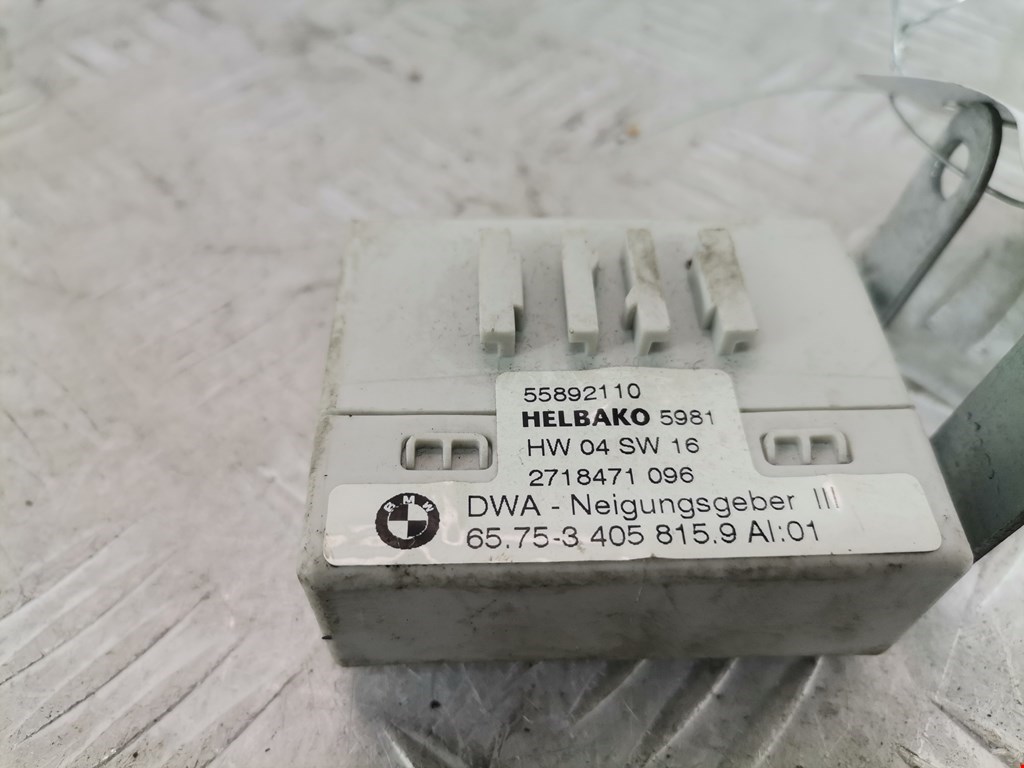 55892110
HELBAKO 5981
HW 04 SW 16
2718471 096
BMW
DWA - Neigungsgeber III
65.75-3 405 815.9 AI:01